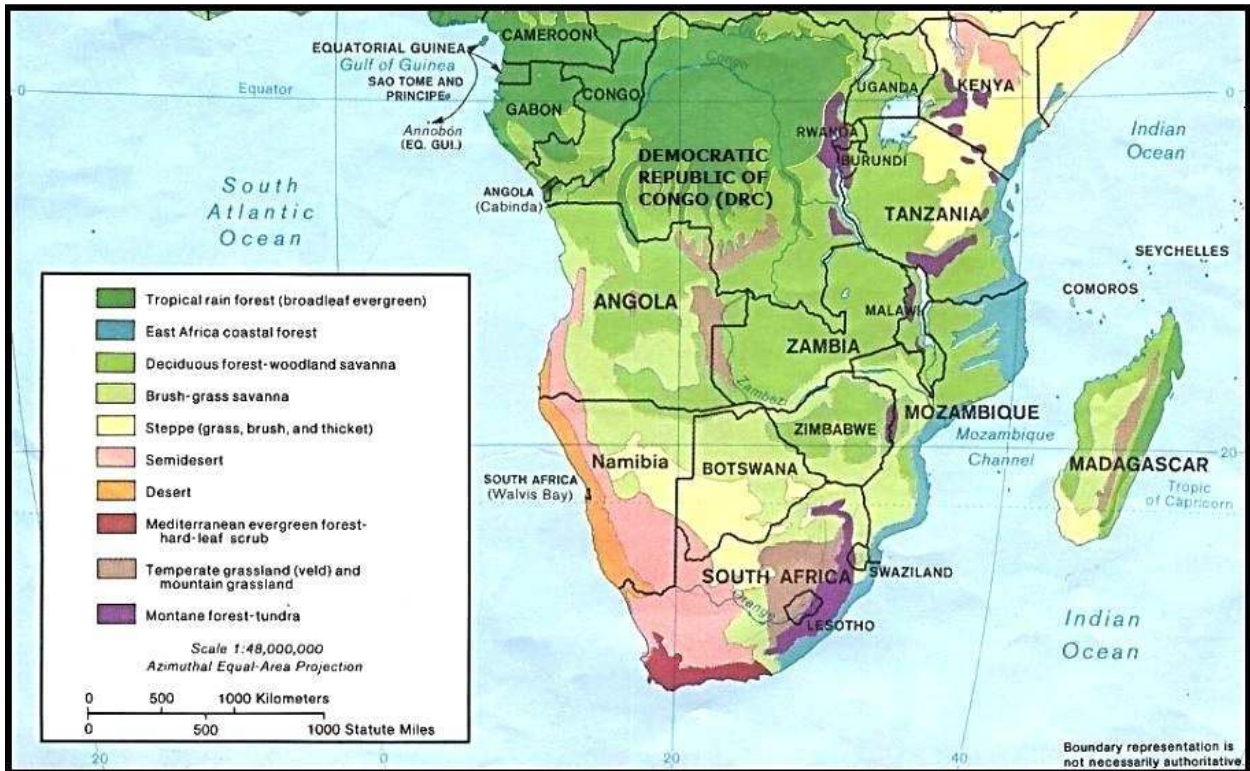 CAMEROON
EQUATORIAL GUINEA
Gulf of Guinea
SAO TOME AND
PRINCIPE
Equator
0
GABON
CONGO
Congo
UGANDA
KENYA
0
Annobón
(EQ. GUI.)
RWANDA
BURUNDI
Indian
Ocean
DEMOCRATIC
REPUBLIC OF
CONGO (DRC)
South
Atlantic
Ocean
ANGOLA
(Cabinda)
TANZANIA
SEYCHELLES
COMOROS
ANGOLA
MALAWI
ZAMBIA
Zambezi
MOZAMBIQUE
Mozambique
Channel
ZIMBABWE
Namibia
BOTSWANA
MADAGASCAR
20
Tropic
of Capricorn
SOUTH AFRICA
(Walvis Bay)
SOUTH AFRICA
SWAZILAND
Orange
LESOTHO
Indian
Ocean
Tropical rain forest (broadleaf evergreen)
East Africa coastal forest
Deciduous forest-woodland savanna
Brush-grass savanna
Steppe (grass, brush, and thicket)
Semidesert
Desert
Mediterranean evergreen forest-
hard-leaf scrub
Temperate grassland (veld) and
mountain grassland
Montane forest-tundra
Scale 1:48,000,000
Azimuthal Equal-Area Projection
0 500 1000 Kilometers
0 500 1000 Statute Miles
20 0 20 40
Boundary representation is
not necessarily authoritative.